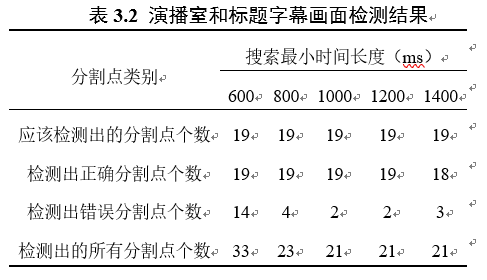 表 3.2 演播室和标题字幕画面检测结果
搜索最小时间长度（ms）
分割点类别
600 800 1000 1200 1400
应该检测出的分割点个数 19 19 19 19 19
检测出正确分割点个数 19 19 19 19 18
检测出错误分割点个数 14 4 2 2 3
检测出的所有分割点个数 33 23 21 21 21